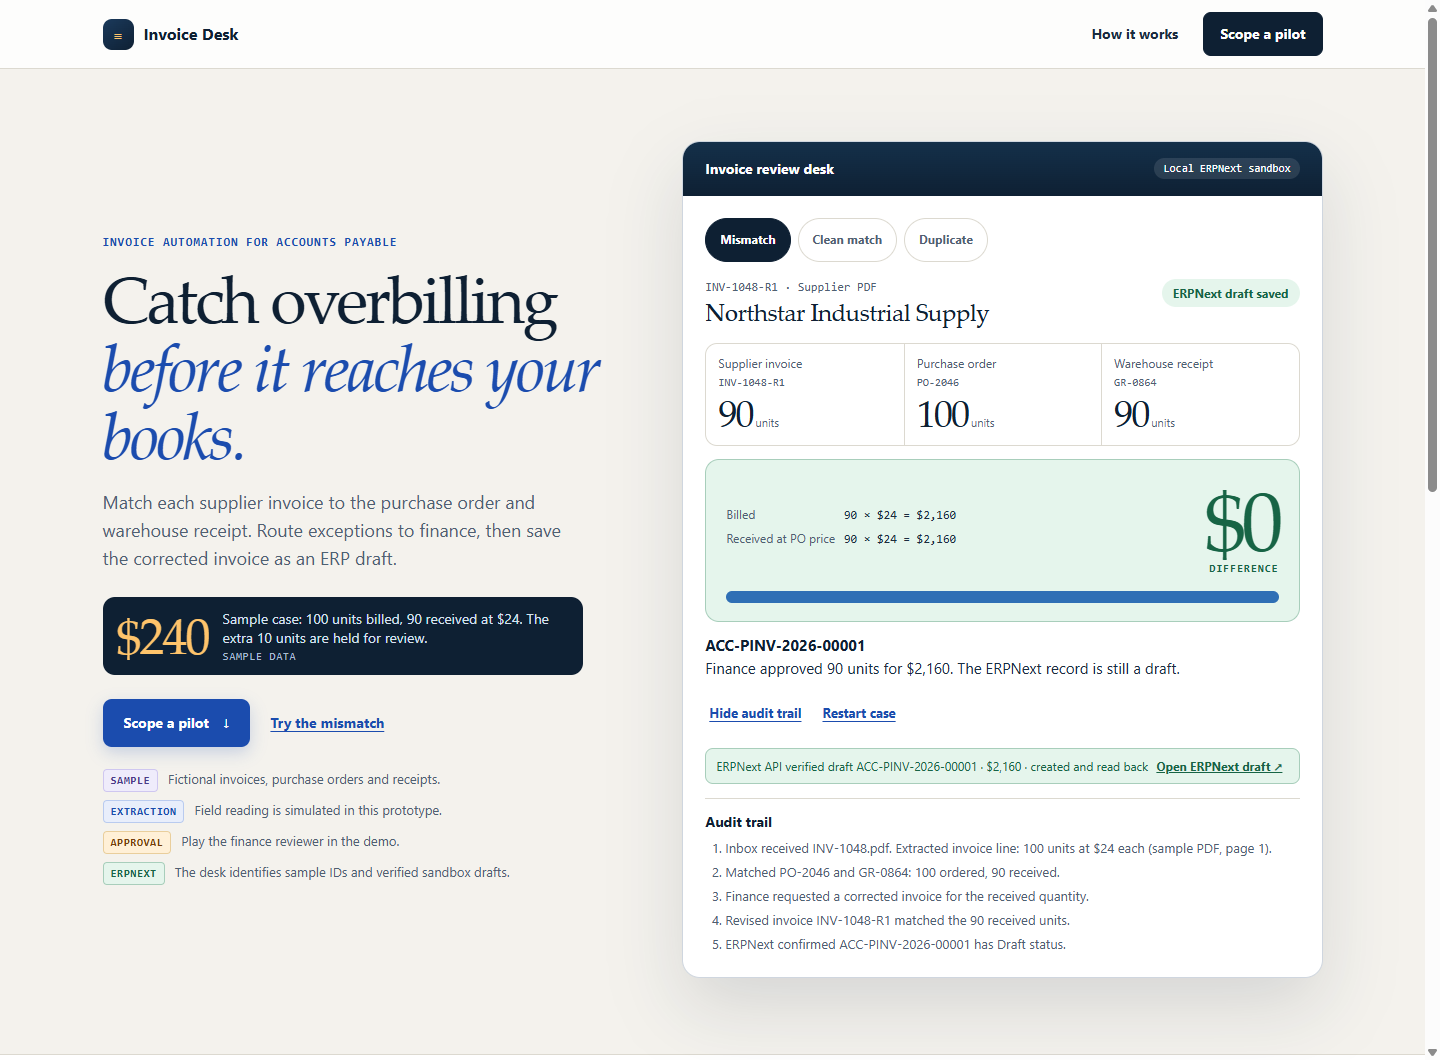 ≡ Invoice Desk
How it works
Scope a pilot
INVOICE AUTOMATION FOR ACCOUNTS PAYABLE
Catch overbilling
before it reaches your
books.
Match each supplier invoice to the purchase order and
warehouse receipt. Route exceptions to finance, then save
the corrected invoice as an ERP draft.
$240
Sample case: 100 units billed, 90 received at $24. The
extra 10 units are held for review.
SAMPLE DATA
Scope a pilot ↓
Try the mismatch
SAMPLE Fictional invoices, purchase orders and receipts.
EXTRACTION Field reading is simulated in this prototype.
APPROVAL Play the finance reviewer in the demo.
ERPNEXT The desk identifies sample IDs and verified sandbox drafts.
Invoice review desk
Local ERPNext sandbox
Mismatch
Clean match
Duplicate
INV-1048-R1 · Supplier PDF
Northstar Industrial Supply
ERPNext draft saved
Supplier invoice
INV-1048-R1
90 units
Purchase order
PO-2046
100 units
Warehouse receipt
GR-0864
90 units
Billed 90 × $24 = $2,160
Received at PO price 90 × $24 = $2,160
$0
DIFFERENCE
ACC-PINV-2026-00001
Finance approved 90 units for $2,160. The ERPNext record is still a draft.
Hide audit trail
Restart case
ERPNext API verified draft ACC-PINV-2026-00001 · $2,160 · created and read back Open ERPNext draft ↗
Audit trail
1. Inbox received INV-1048.pdf. Extracted invoice line: 100 units at $24 each (sample PDF, page 1).
2. Matched PO-2046 and GR-0864: 100 ordered, 90 received.
3. Finance requested a corrected invoice for the received quantity.
4. Revised invoice INV-1048-R1 matched the 90 received units.
5. ERPNext confirmed ACC-PINV-2026-00001 has Draft status.